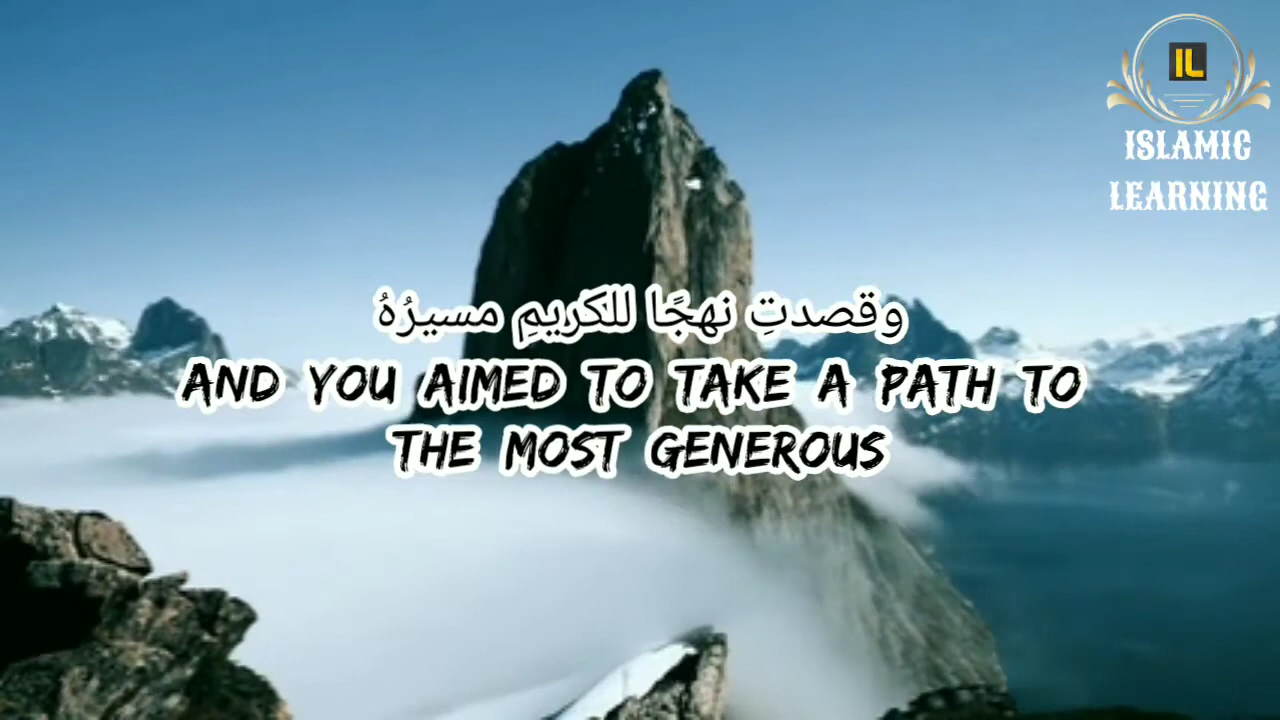 IL
ISLAMIC
LEARNING
وقصدتِ نهجًا للكريمِ مسيرُهُ
AND YOU AIMED TO TAKE A PATH TO
THE MOST GENEROUS